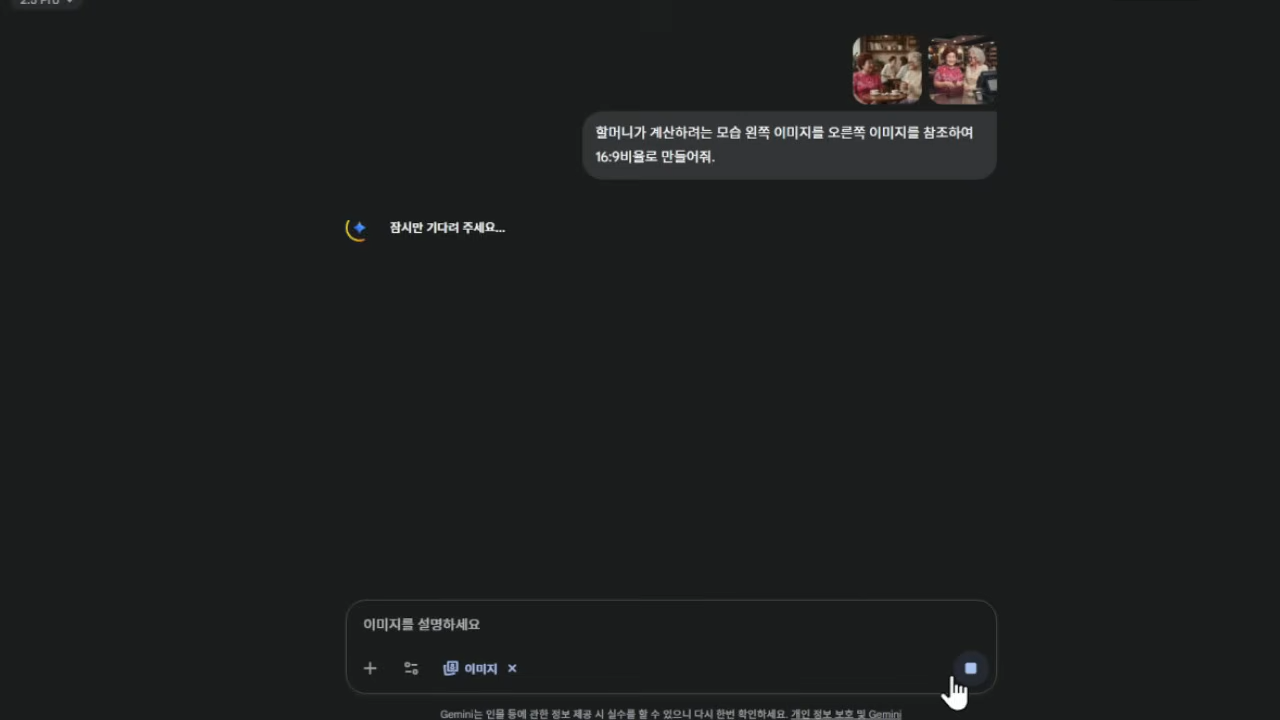 2.5 Pro
할머니가 계산하려는 모습 왼쪽 이미지를 오른쪽 이미지를 참조하여
16:9비율로 만들어줘.
잠시만 기다려 주세요...
이미지를 설명하세요
이미지
Gemini는 인물 등에 관한 정보 제공 시 실수를 할 수 있으니 다시 한번 확인하세요. 개인 정보 보호 및 Gemini